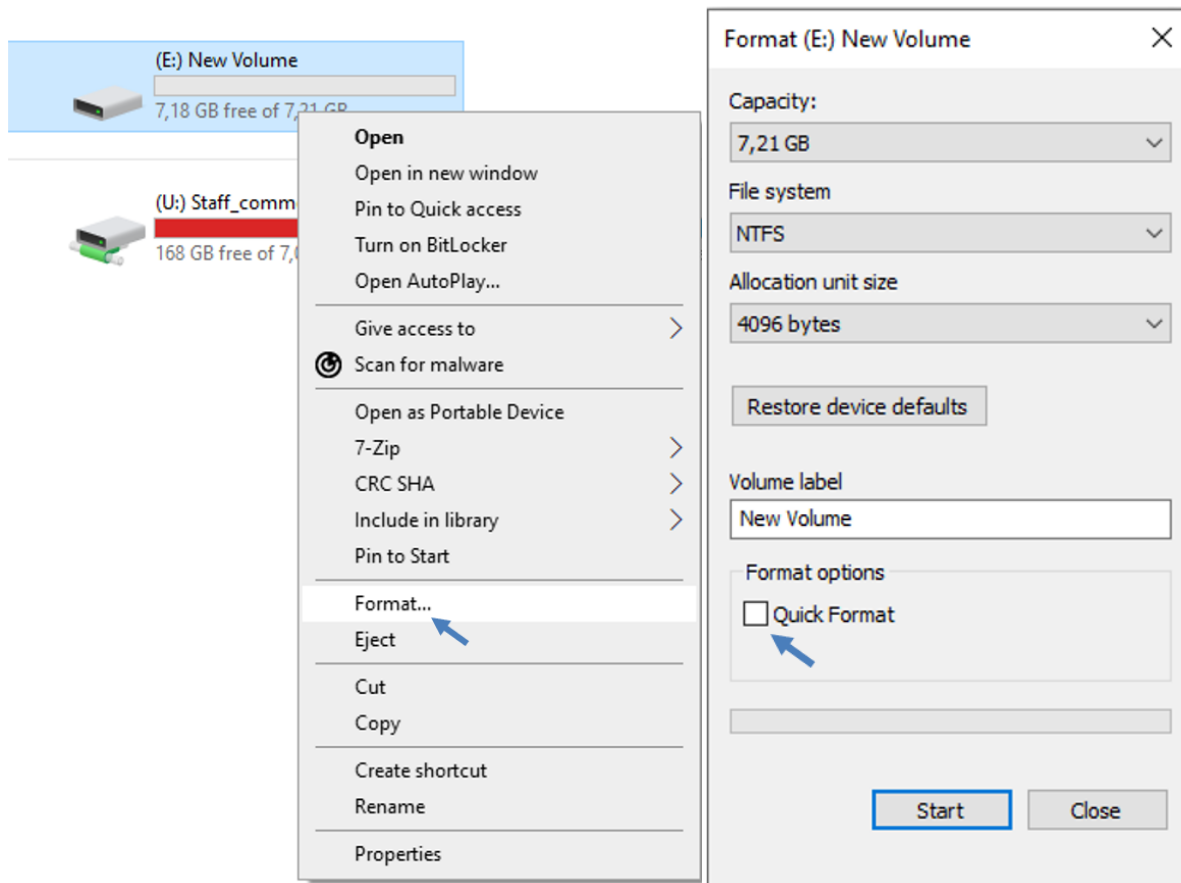 (E:) New Volume
7,18 GB free of 7,21 GB
(U:) Staff_comm
168 GB free of 7,
Open
Open in new window
Pin to Quick access
Turn on BitLocker
Open AutoPlay...
Give access to
Scan for malware
Open as Portable Device
7-Zip
CRC SHA
Include in library
Pin to Start
Format...
Eject
Cut
Copy
Create shortcut
Rename
Properties
Format (E:) New Volume
Capacity:
7,21 GB
File system
NTFS
Allocation unit size
4096 bytes
Restore device defaults
Volume label
New Volume
Format options
Quick Format
Start
Close